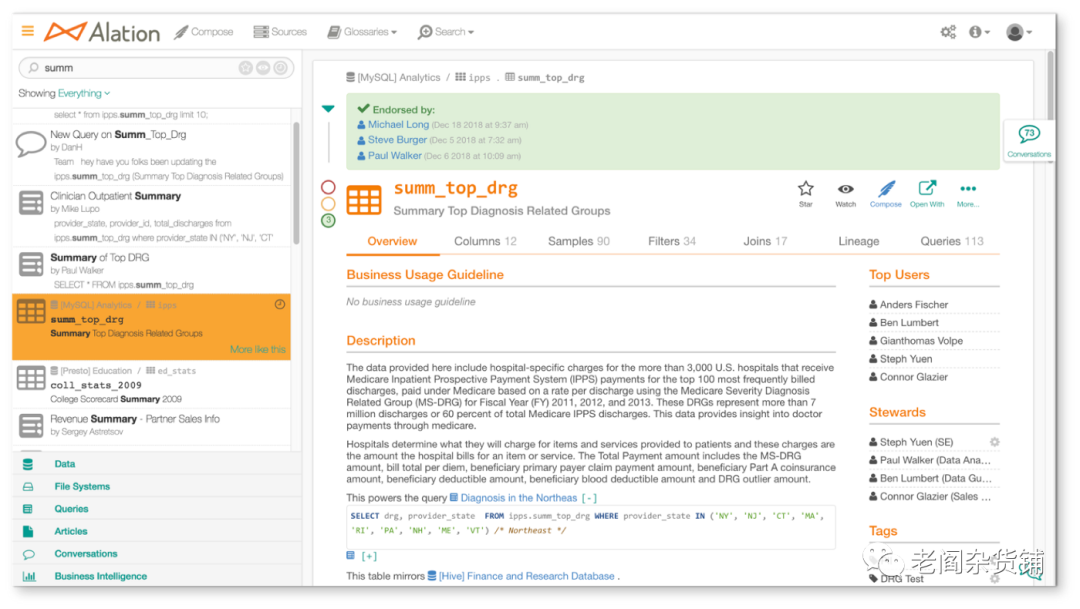 Alation
Compose
Sources
Glossaries
Search
summ
Showing Everything
select * from ipps.summ_top_drg limit 10;
New Query on Summ_Top_Drg
by DanH
Team hey have you folks been updating the
ipps.summ_top_drg (Summary Top Diagnosis Related Groups)
Clinician Outpatient Summary
by Mike Lupo
provider_state, provider_id, total_discharges from
ipps.summ_top_drg where provider_state IN ('NY', 'NJ', 'CT'
Summary of Top DRG
by Paul Walker
SELECT * FROM ipps.summ_top_drg
[MySQL] Analytics / ipps
summ_top_drg
Summary Top Diagnosis Related Groups
More like this
[Presto] Education / ed_stats
coll_stats_2009
College Scorecard Summary 2009
Revenue Summary - Partner Sales Info
by Sergey Astretsov
Data
File Systems
Queries
Articles
Conversations
Business Intelligence
[MySQL] Analytics / ipps . summ_top_drg
Endorsed by:
Michael Long (Dec 18 2018 at 9:37 am)
Steve Burger (Dec 5 2018 at 7:32 am)
Paul Walker (Dec 6 2018 at 10:09 am)
73
Conversations
3
summ_top_drg
Summary Top Diagnosis Related Groups
Star
Watch
Compose
Open With
More...
Overview
Columns 12
Samples 90
Filters 34
Joins 17
Lineage
Queries 113
Business Usage Guideline
No business usage guideline
Description
The data provided here include hospital-specific charges for the more than 3,000 U.S. hospitals that receive
Medicare Inpatient Prospective Payment System (IPPS) payments for the top 100 most frequently billed
discharges, paid under Medicare based on a rate per discharge using the Medicare Severity Diagnosis
Related Group (MS-DRG) for Fiscal Year (FY) 2011, 2012, and 2013. These DRGs represent more than 7
million discharges or 60 percent of total Medicare IPPS discharges. This data provides insight into doctor
payments through medicare.
Hospitals determine what they will charge for items and services provided to patients and these charges are
the amount the hospital bills for an item or service. The Total Payment amount includes the MS-DRG
amount, bill total per diem, beneficiary primary payer claim payment amount, beneficiary Part A coinsurance
amount, beneficiary deductible amount, beneficiary blood deductible amount and DRG outlier amount.
This powers the query Diagnosis in the Northeas [-]
SELECT drg, provider_state FROM ipps.summ_top_drg WHERE provider_state IN ('NY', 'NJ', 'CT', 'MA',
'RI', 'PA', 'NH', 'ME', 'VT') /* Northeast */
[+]
This table mirrors [Hive] Finance and Research Database .
Top Users
Anders Fischer
Ben Lumbert
Gianthomas Volpe
Steph Yuen
Connor Glazier
Stewards
Steph Yuen (SE)
Paul Walker (Data Ana...
Ben Lumbert (Data Gu...
Connor Glazier (Sales ...
Tags
DRG Test
老阎杂货铺